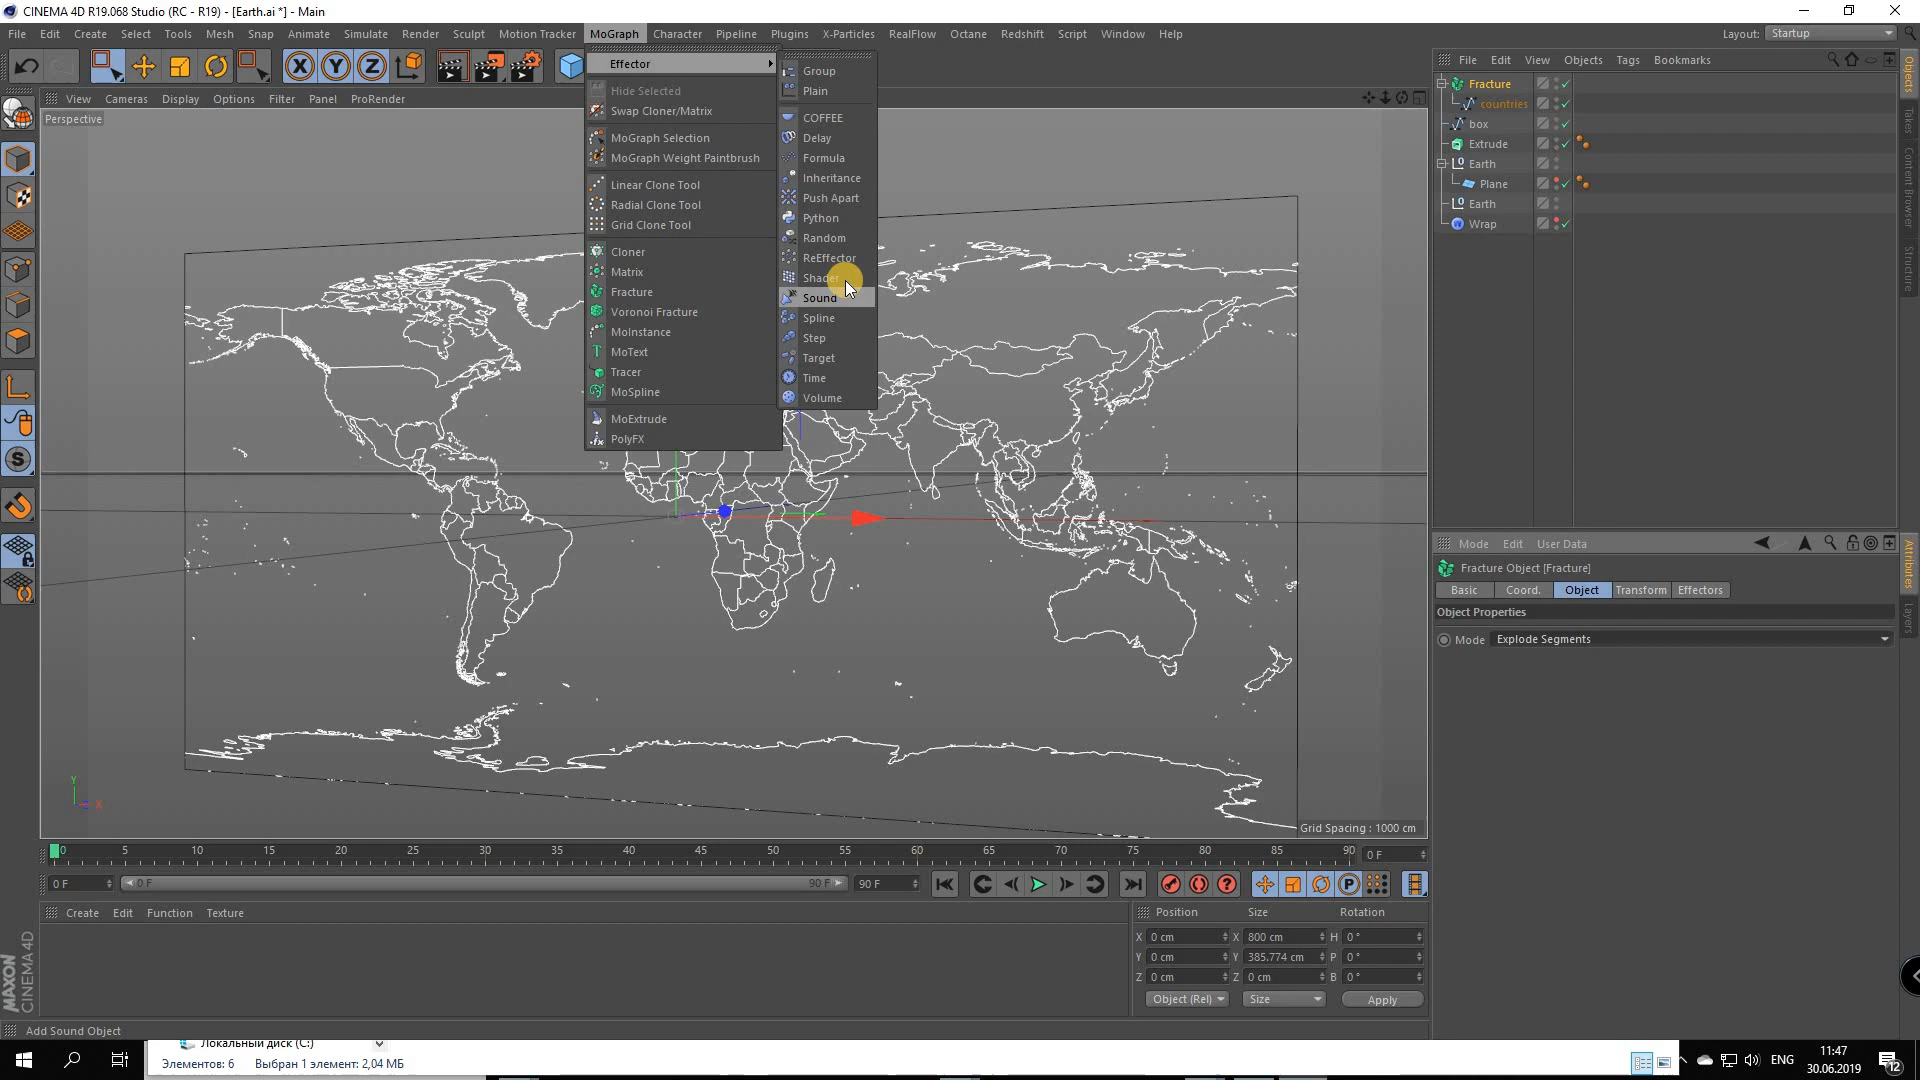 CINEMA 4D R19.068 Studio (RC - R19) - [Earth.ai *] - Main
File Edit Create Select Tools Mesh Snap Animate Simulate Render Sculpt Motion Tracker MoGraph Character Pipeline Plugins X-Particles RealFlow Octane Redshift Script Window Help Layout: Startup
View Cameras Display Options Filter Panel ProRender
Perspective
Effector
Hide Selected
Swap Cloner/Matrix
MoGraph Selection
MoGraph Weight Paintbrush
Linear Clone Tool
Radial Clone Tool
Grid Clone Tool
Cloner
Matrix
Fracture
Voronoi Fracture
MoInstance
MoText
Tracer
MoSpline
MoExtrude
PolyFX
Group
Plain
COFFEE
Delay
Formula
Inheritance
Push Apart
Python
Random
ReEffector
Shader
Sound
Spline
Step
Target
Time
Volume
File Edit View Objects Tags Bookmarks
Fracture
countries
box
Extrude
Earth
Plane
Earth
Wrap
Objects
Takes
Content Browser
Structure
Mode Edit User Data
Fracture Object [Fracture]
Basic Coord. Object Transform Effectors
Object Properties
Mode Explode Segments
Attributes
Layers
Y
X
Grid Spacing : 1000 cm
0 5 10 15 20 25 30 35 40 45 50 55 60 65 70 75 80 85 90 0 F
0 F 0 F 90 F 90 F
Create Edit Function Texture
Position Size Rotation
X 0 cm X 800 cm H 0 °
Y 0 cm Y 385.774 cm P 0 °
Z 0 cm Z 0 cm B 0 °
Object (Rel) Size Apply
MAXON
CINEMA 4D
Add Sound Object
Локальный диск (C:)
Элементов: 6 Выбран 1 элемент: 2,04 МБ
ENG
11:47
30.06.2019
12